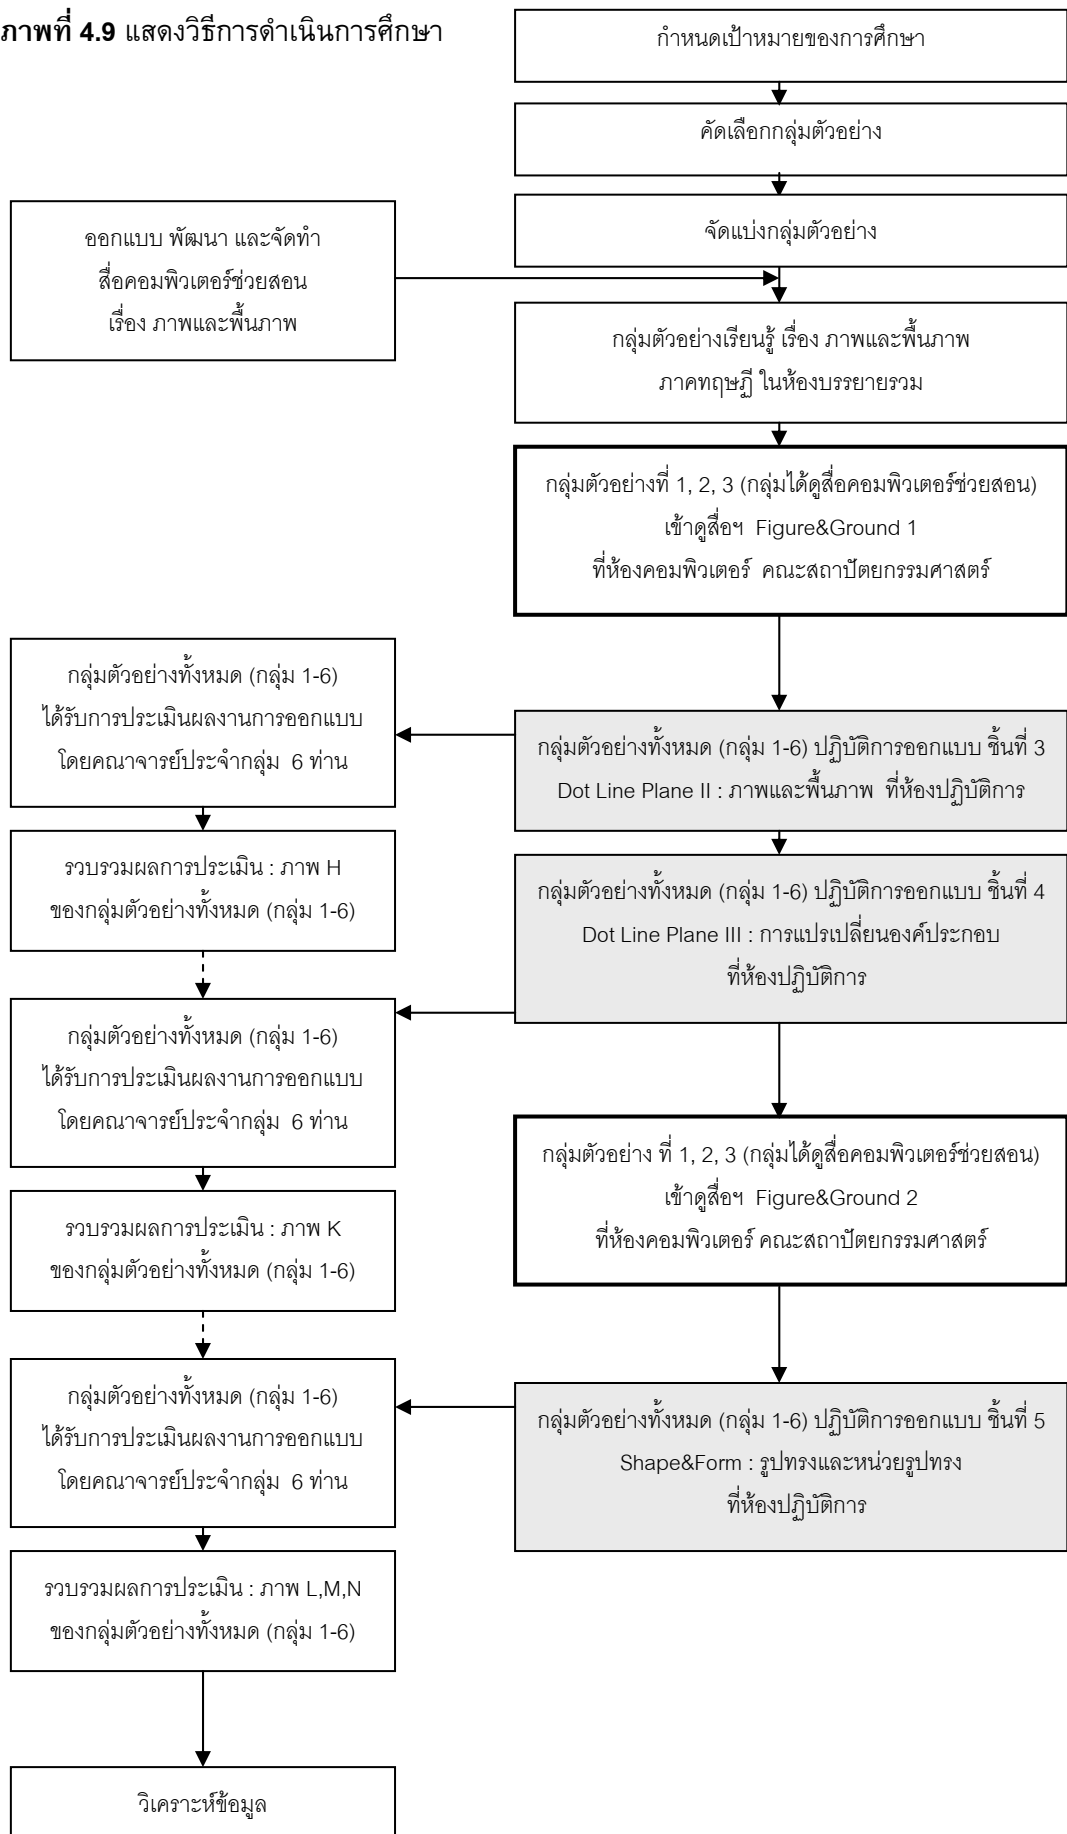 ภาพที่ 4.9 แสดงวิธีการดำเนินการศึกษา
กำหนดเป้าหมายของการศึกษา
คัดเลือกกลุ่มตัวอย่าง
จัดแบ่งกลุ่มตัวอย่าง
ออกแบบ พัฒนา และจัดทำ
สื่อคอมพิวเตอร์ช่วยสอน
เรื่อง ภาพและพื้นภาพ
กลุ่มตัวอย่างเรียนรู้ เรื่อง ภาพและพื้นภาพ
ภาคทฤษฏี ในห้องบรรยายรวม
กลุ่มตัวอย่างที่ 1, 2, 3 (กลุ่มได้ดูสื่อคอมพิวเตอร์ช่วยสอน)
เข้าดูสื่อฯ Figure&Ground 1
ที่ห้องคอมพิวเตอร์ คณะสถาปัตยกรรมศาสตร์
กลุ่มตัวอย่างทั้งหมด (กลุ่ม 1-6)
ได้รับการประเมินผลงานการออกแบบ
โดยคณาจารย์ประจำกลุ่ม 6 ท่าน
กลุ่มตัวอย่างทั้งหมด (กลุ่ม 1-6) ปฏิบัติการออกแบบ ชิ้นที่ 3
Dot Line Plane II : ภาพและพื้นภาพ ที่ห้องปฏิบัติการ
รวบรวมผลการประเมิน : ภาพ H
ของกลุ่มตัวอย่างทั้งหมด (กลุ่ม 1-6)
กลุ่มตัวอย่างทั้งหมด (กลุ่ม 1-6) ปฏิบัติการออกแบบ ชิ้นที่ 4
Dot Line Plane III : การแปรเปลี่ยนองค์ประกอบ
ที่ห้องปฏิบัติการ
กลุ่มตัวอย่างทั้งหมด (กลุ่ม 1-6)
ได้รับการประเมินผลงานการออกแบบ
โดยคณาจารย์ประจำกลุ่ม 6 ท่าน
กลุ่มตัวอย่าง ที่ 1, 2, 3 (กลุ่มได้ดูสื่อคอมพิวเตอร์ช่วยสอน)
เข้าดูสื่อฯ Figure&Ground 2
ที่ห้องคอมพิวเตอร์ คณะสถาปัตยกรรมศาสตร์
รวบรวมผลการประเมิน : ภาพ K
ของกลุ่มตัวอย่างทั้งหมด (กลุ่ม 1-6)
กลุ่มตัวอย่างทั้งหมด (กลุ่ม 1-6)
ได้รับการประเมินผลงานการออกแบบ
โดยคณาจารย์ประจำกลุ่ม 6 ท่าน
กลุ่มตัวอย่างทั้งหมด (กลุ่ม 1-6) ปฏิบัติการออกแบบ ชิ้นที่ 5
Shape&Form : รูปทรงและหน่วยรูปทรง
ที่ห้องปฏิบัติการ
รวบรวมผลการประเมิน : ภาพ L,M,N
ของกลุ่มตัวอย่างทั้งหมด (กลุ่ม 1-6)
วิเคราะห์ข้อมูล